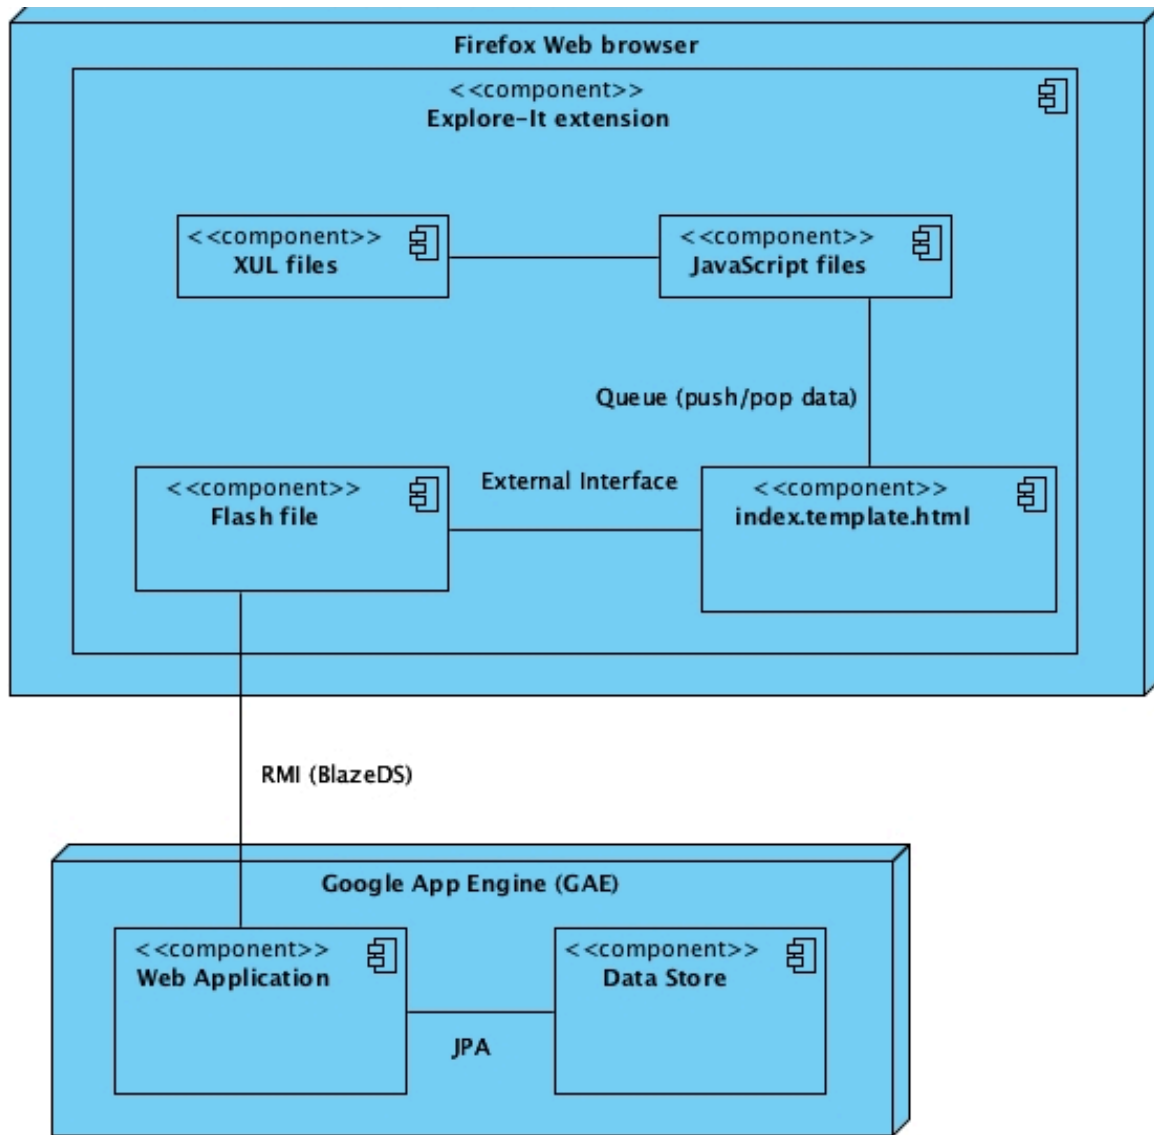 Firefox Web browser
<<component>>
Explore-It extension
<<component>>
XUL files
<<component>>
JavaScript files
Queue (push/pop data)
<<component>>
Flash file
External Interface
<<component>>
index.template.html
RMI (BlazeDS)
Google App Engine (GAE)
<<component>>
Web Application
<<component>>
Data Store
JPA